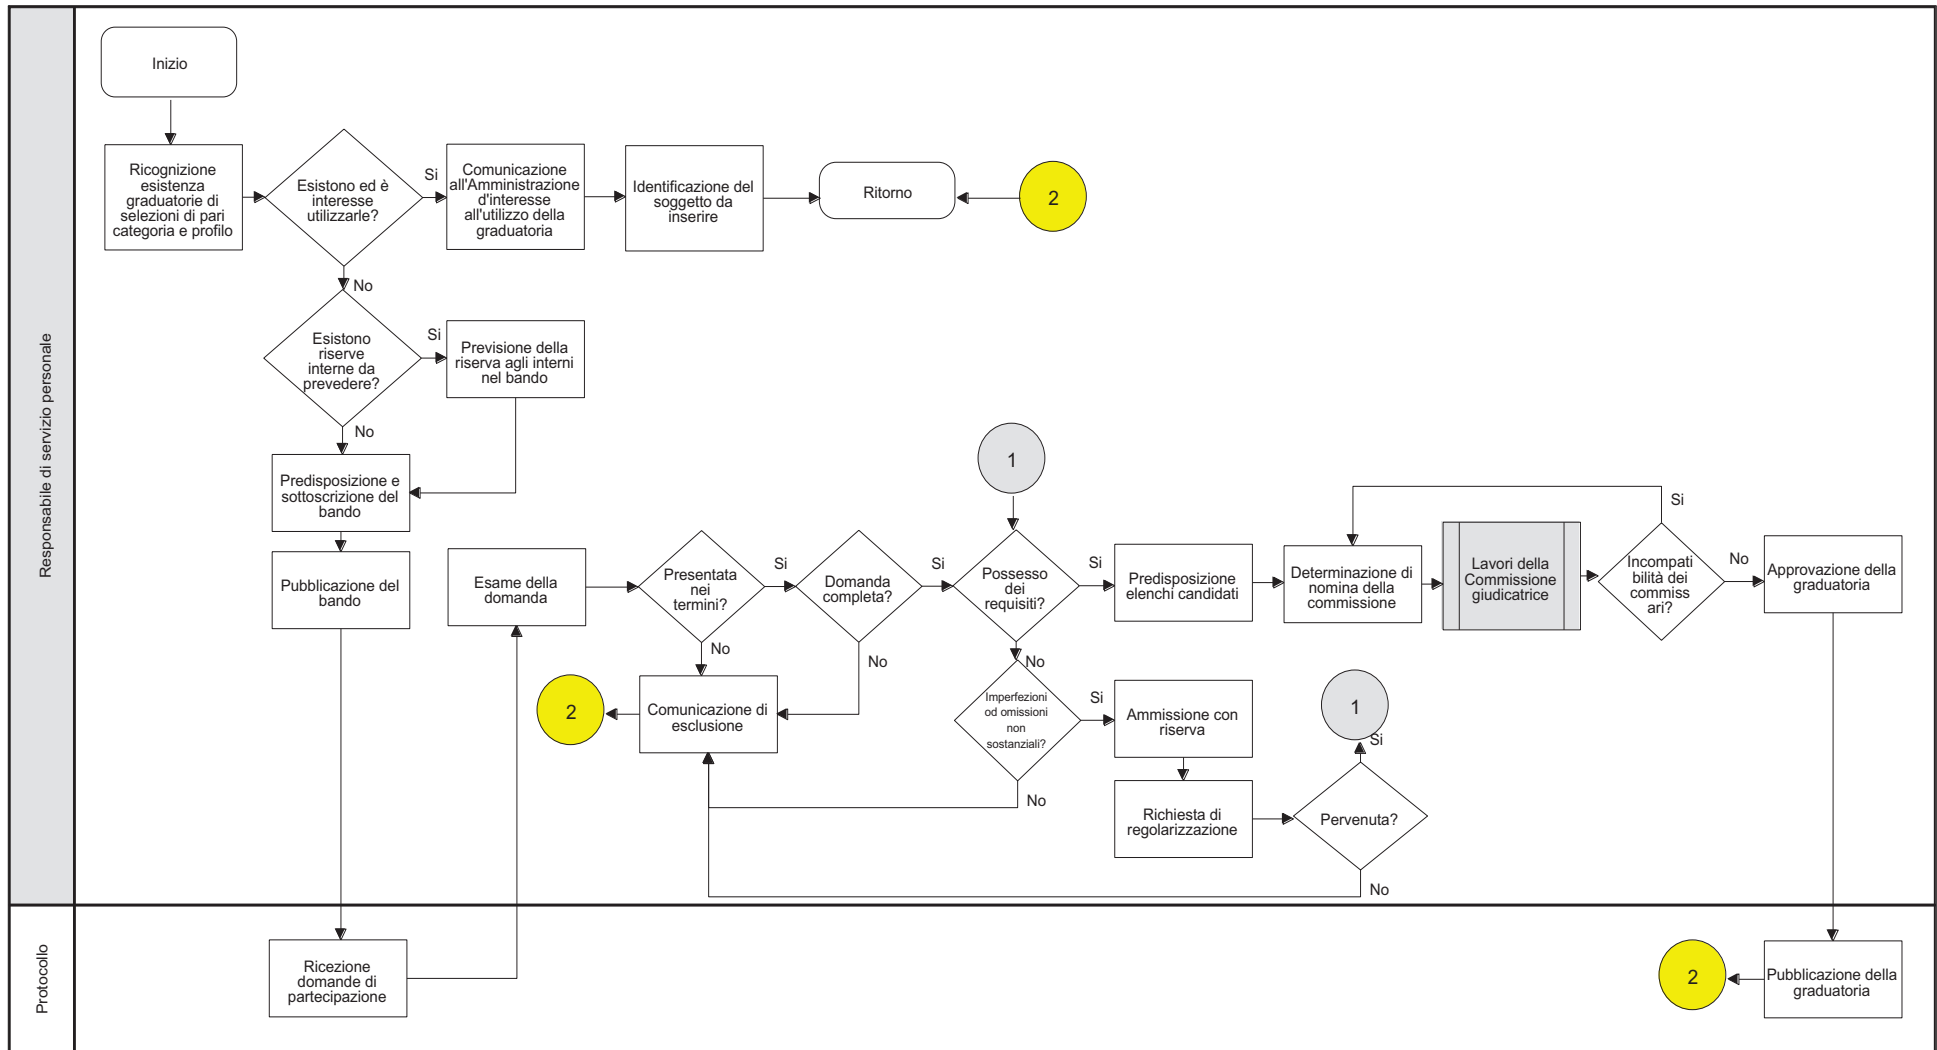 Responsabile di servizio personale
Inizio
Ricognizione
esistenza
graduatorie di
selezioni di pari
categoria e profilo
Esistono ed è
interesse
utilizzarle?
Si
Comunicazione
all'Amministrazione
d'interesse
all'utilizzo della
graduatoria
Identificazione del
soggetto da
inserire
Ritorno
2
No
Esistono
riserve
interne da
prevedere?
Si
Previsione della
riserva agli interni
nel bando
No
Predisposizione e
sottoscrizione del
bando
Pubblicazione del
bando
Esame della
domanda
Presentata
nei
termini?
Si
Domanda
completa?
Si
1
Possesso
dei
requisiti?
Si
Predisposizione
elenchi candidati
Determinazione di
nomina della
commissione
Lavori della
Commissione
giudicatrice
Si
Incompati
bilità dei
commiss
ari?
No
Approvazione della
graduatoria
No
No
No
2
Comunicazione di
esclusione
Imperfezioni
od omissioni
non
sostanziali?
Si
Ammissione con
riserva
1
Si
No
Richiesta di
regolarizzazione
Pervenuta?
No
Protocollo
Ricezione
domande di
partecipazione
2
Pubblicazione della
graduatoria